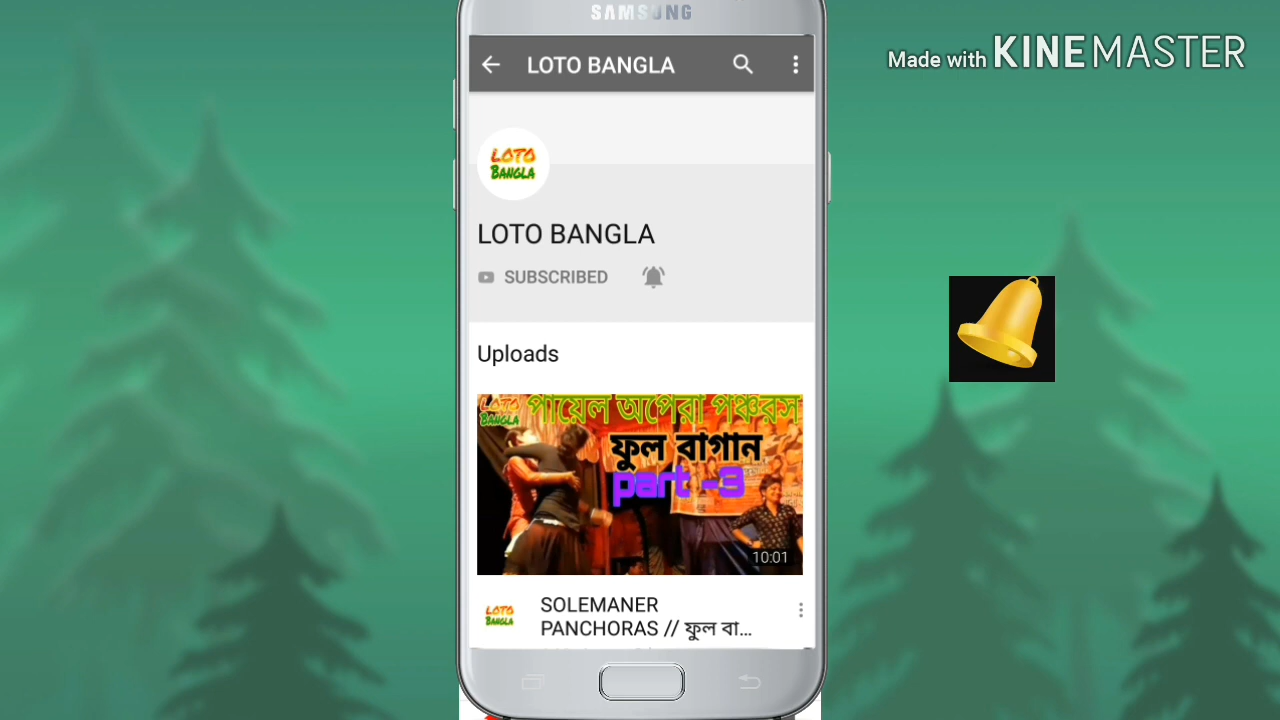 SAMSUNG
Made with KINEMASTER
LOTO BANGLA
LOTO
BANGLA
LOTO BANGLA
SUBSCRIBED
Uploads
LOTO
BANGLA
পায়েল অপেরা পঞ্চরস
ফুল বাগান
part -3
10:01
LOTO
BANGLA
SOLEMANER
PANCHORAS // ফুল বা...